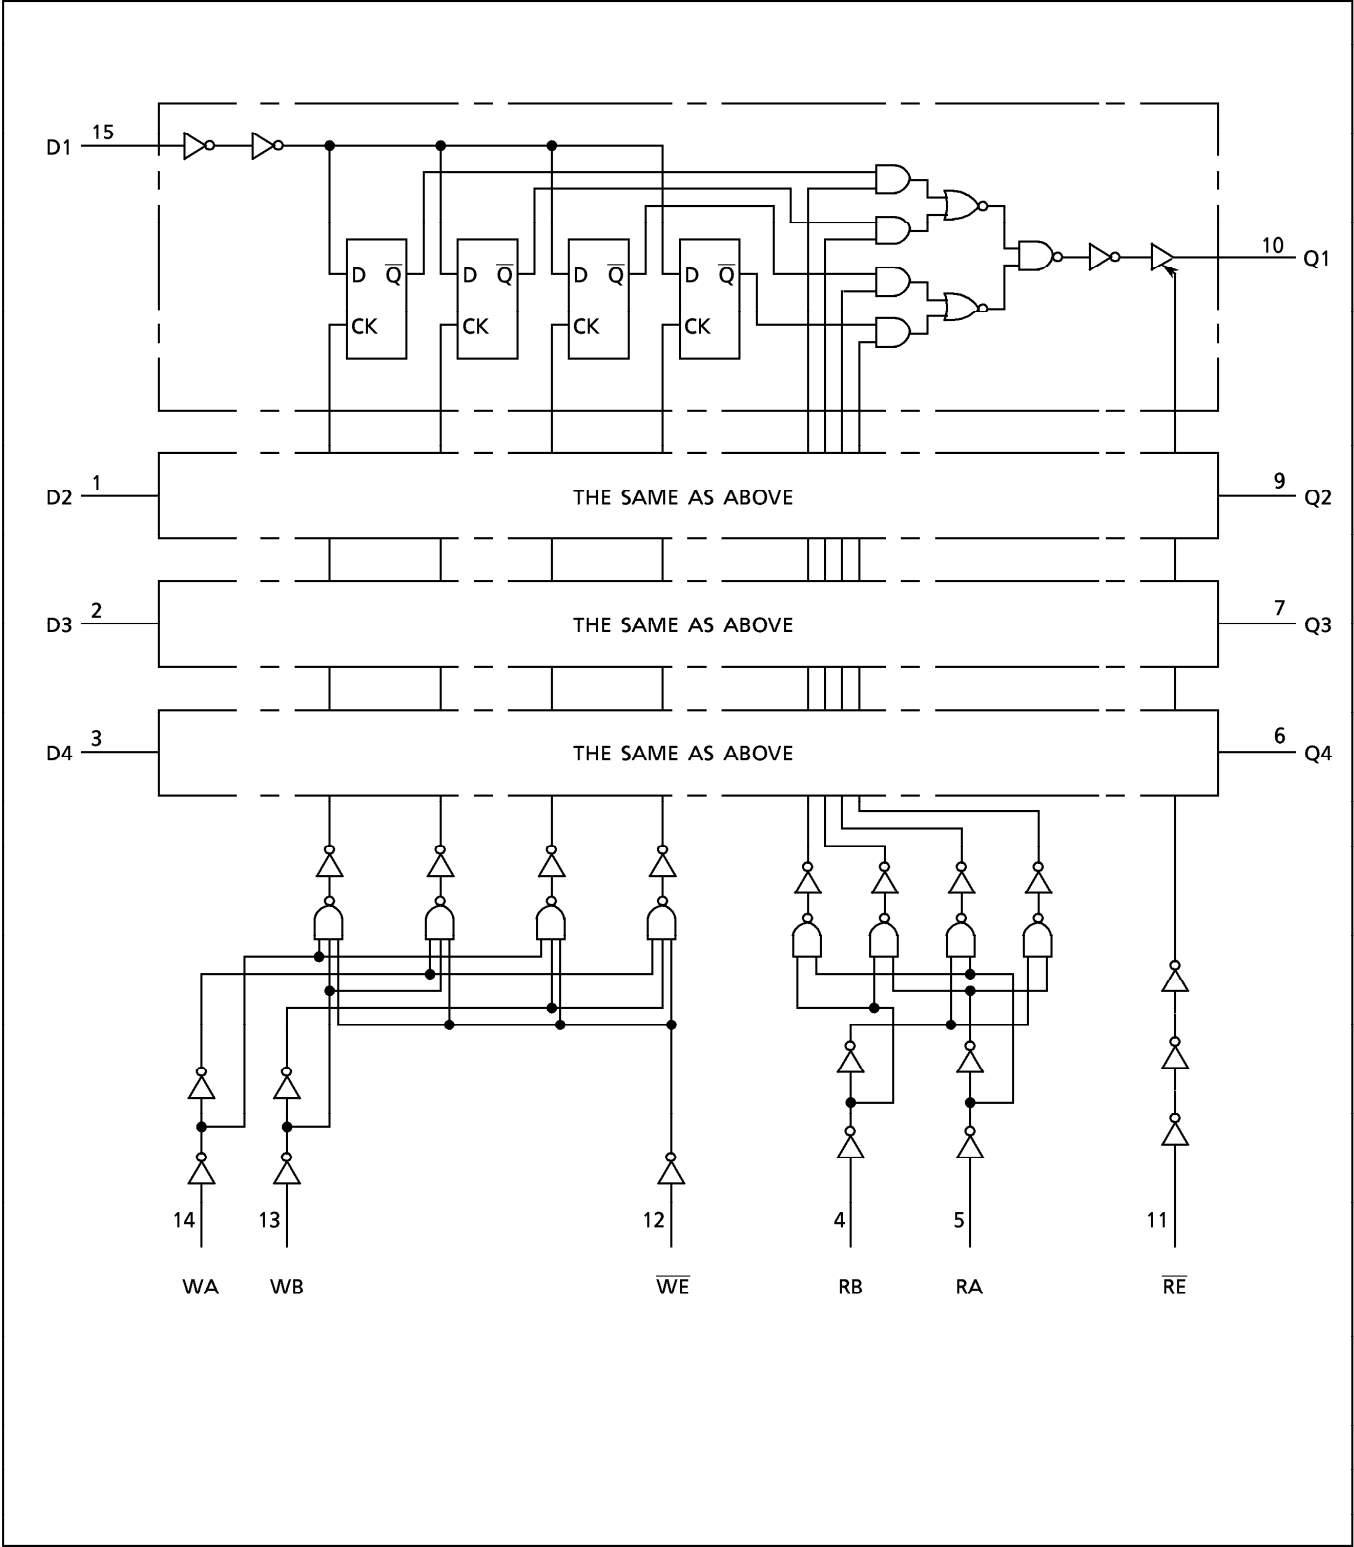 15
D1
D Q̅ D Q̅ D Q̅ D Q̅
CK CK CK CK
10
Q1
1
D2
THE SAME AS ABOVE
9
Q2
2
D3
THE SAME AS ABOVE
7
Q3
3
D4
THE SAME AS ABOVE
6
Q4
14 13 12 4 5 11
WA WB W̅E̅ RB RA R̅E̅